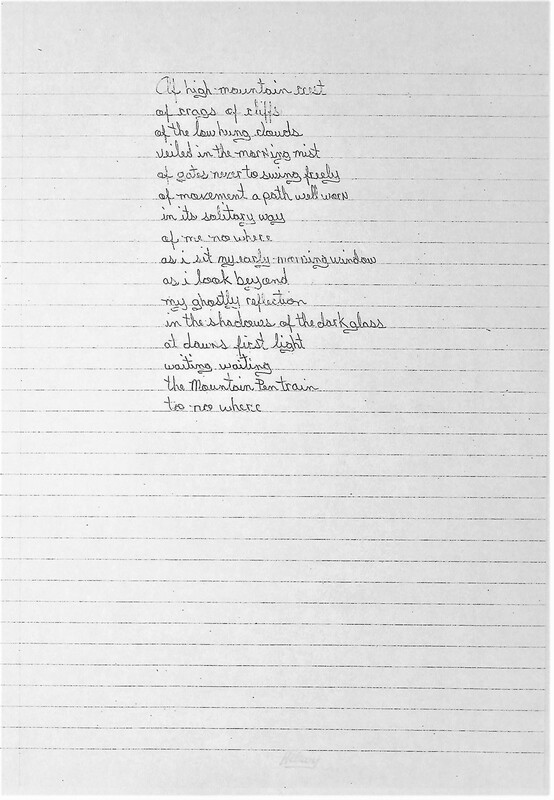 Of high mountain crest
of crags of cliffs
of the low hung clouds
veiled in the morning mist
of gates never to swing freely
of movement a path well worn
in its solitary way
of me no where
as i sit my early morning window
as i look beyond
my ghostly reflection
in the shadows of the dark glass
at dawns first light
waiting waiting
the Mountain Pen train
to no where